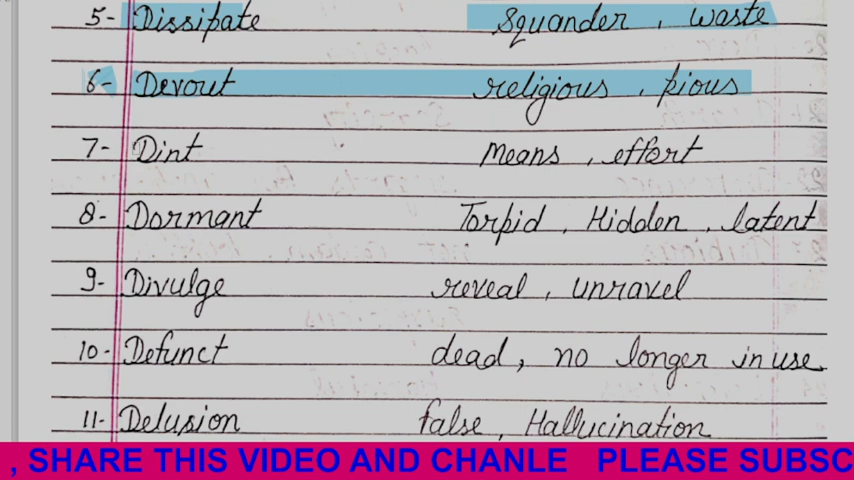 5- Dissipate Squander , waste
6- Devout religious , pious
7- Dint Means , effort
8- Dormant Torpid , Hidden , latent
9- Divulge reveal , unravel
10- Defunct dead, no longer in use
11- Delusion false , Hallucination
, SHARE THIS VIDEO AND CHANLE PLEASE SUBSC